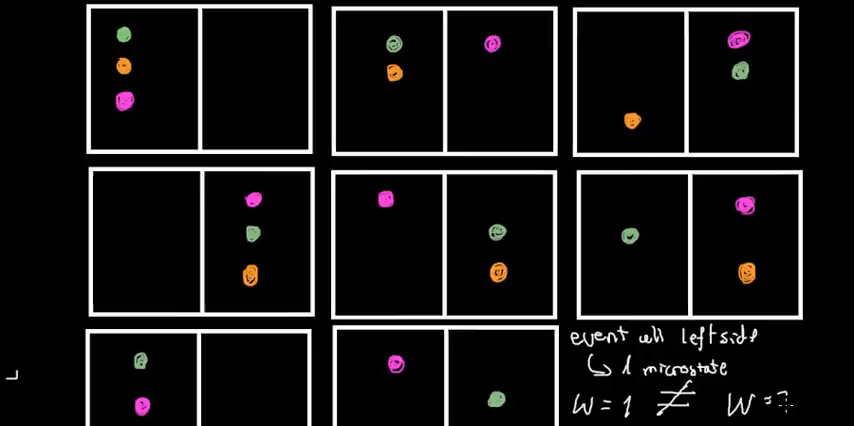 event all leftside
↳ 1 microstate
W = 1 ≠ W =